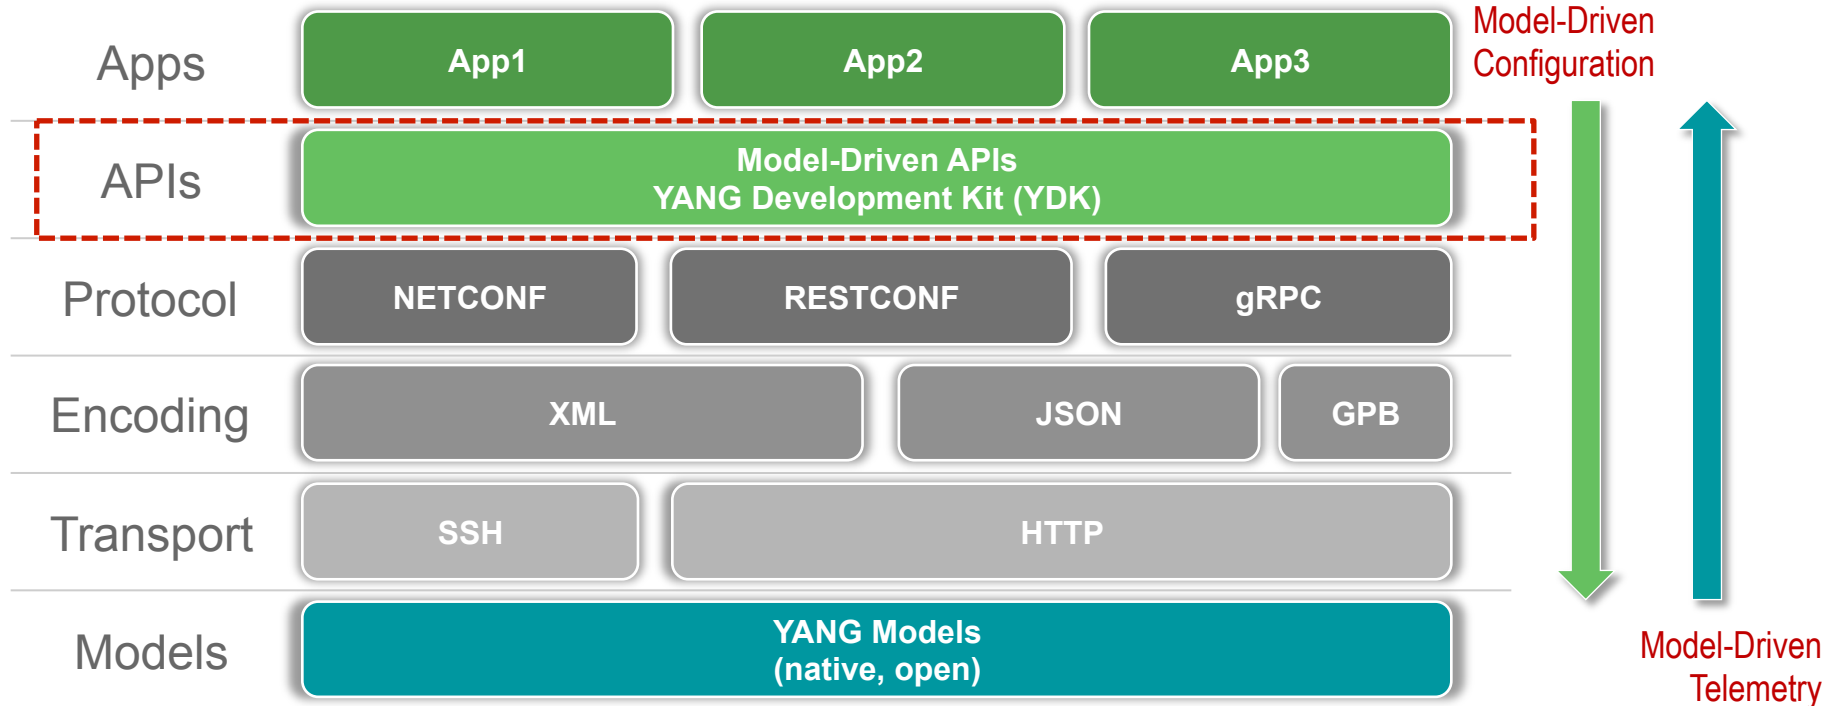 Apps
App1
App2
App3
Model-Driven
Configuration
APIs
Model-Driven APIs
YANG Development Kit (YDK)
Protocol
NETCONF
RESTCONF
gRPC
Encoding
XML
JSON
GPB
Transport
SSH
HTTP
Models
YANG Models
(native, open)
Model-Driven
Telemetry